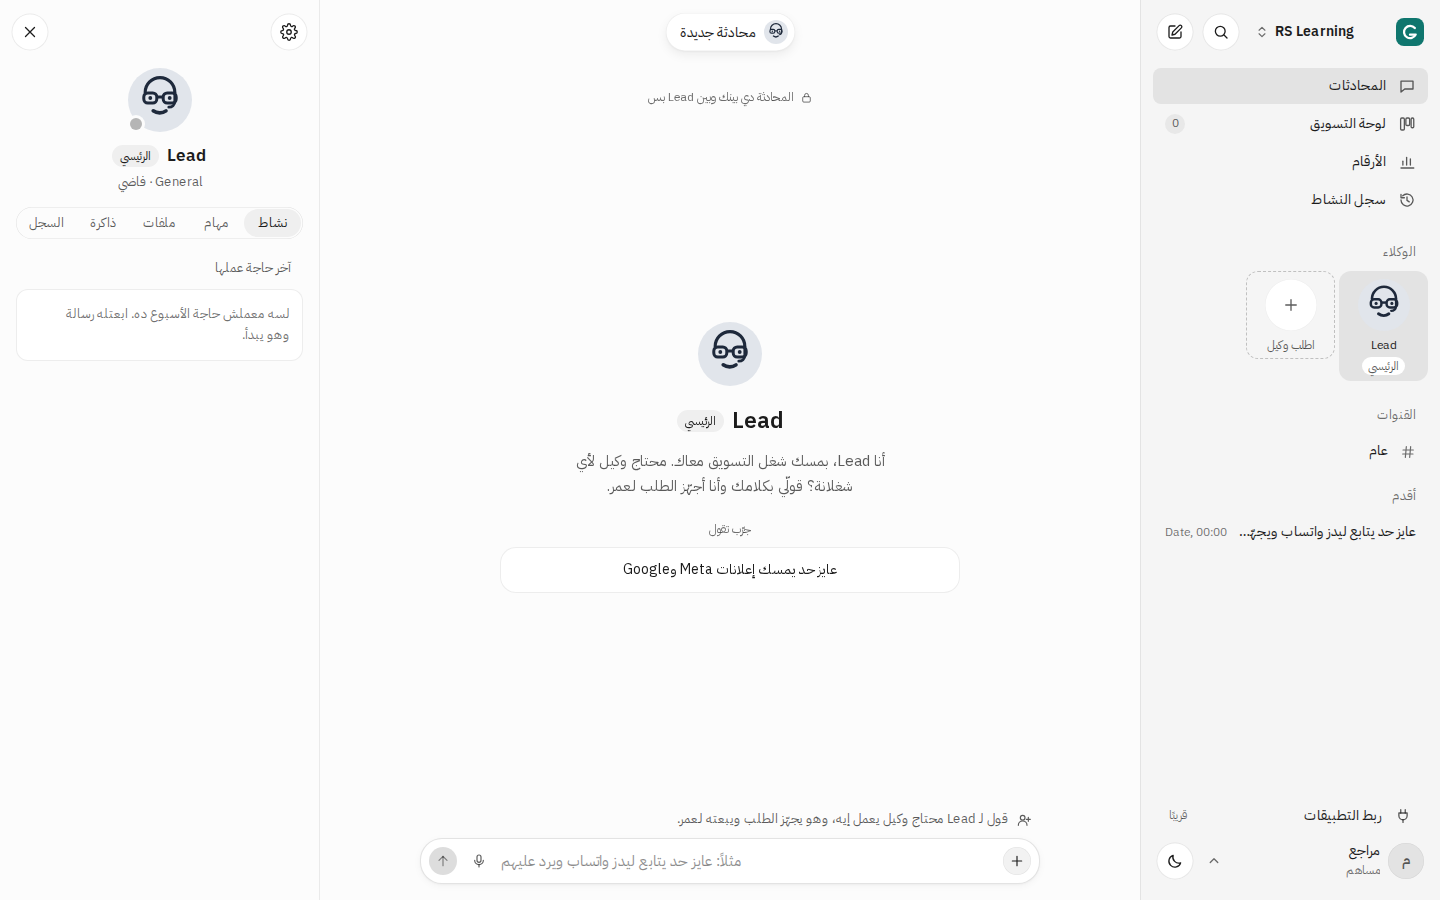 RS Learning
G
المحادثات
لوحة التسويق
0
الأرقام
سجل النشاط
الوكلاء
Lead
الرئيسي
اطلب وكيل
القنوات
# عام
أقدم
عايز حد يتابع ليدز واتساب ويجهّ...
Date, 00:00
ربط التطبيقات
قريبًا
م
مراجع
مساهم
محادثة جديدة
المحادثة دي بينك وبين Lead بس
Lead الرئيسي
أنا Lead، بمسك شغل التسويق معاك. محتاج وكيل لأي
شغلانة؟ قولّي بكلامك وأنا أجهّز الطلب لعمر.
جرّب تقول
عايز حد يمسك إعلانات Meta وGoogle
قول لـ Lead محتاج وكيل يعمل إيه، وهو يجهّز الطلب ويبعته لعمر.
مثلاً: عايز حد يتابع ليدز واتساب ويرد عليهم
Lead الرئيسي
General · فاضي
نشاط
مهام
ملفات
ذاكرة
السجل
آخر حاجة عملها
لسه معملش حاجة الأسبوع ده. ابعتله رسالة
وهو يبدأ.